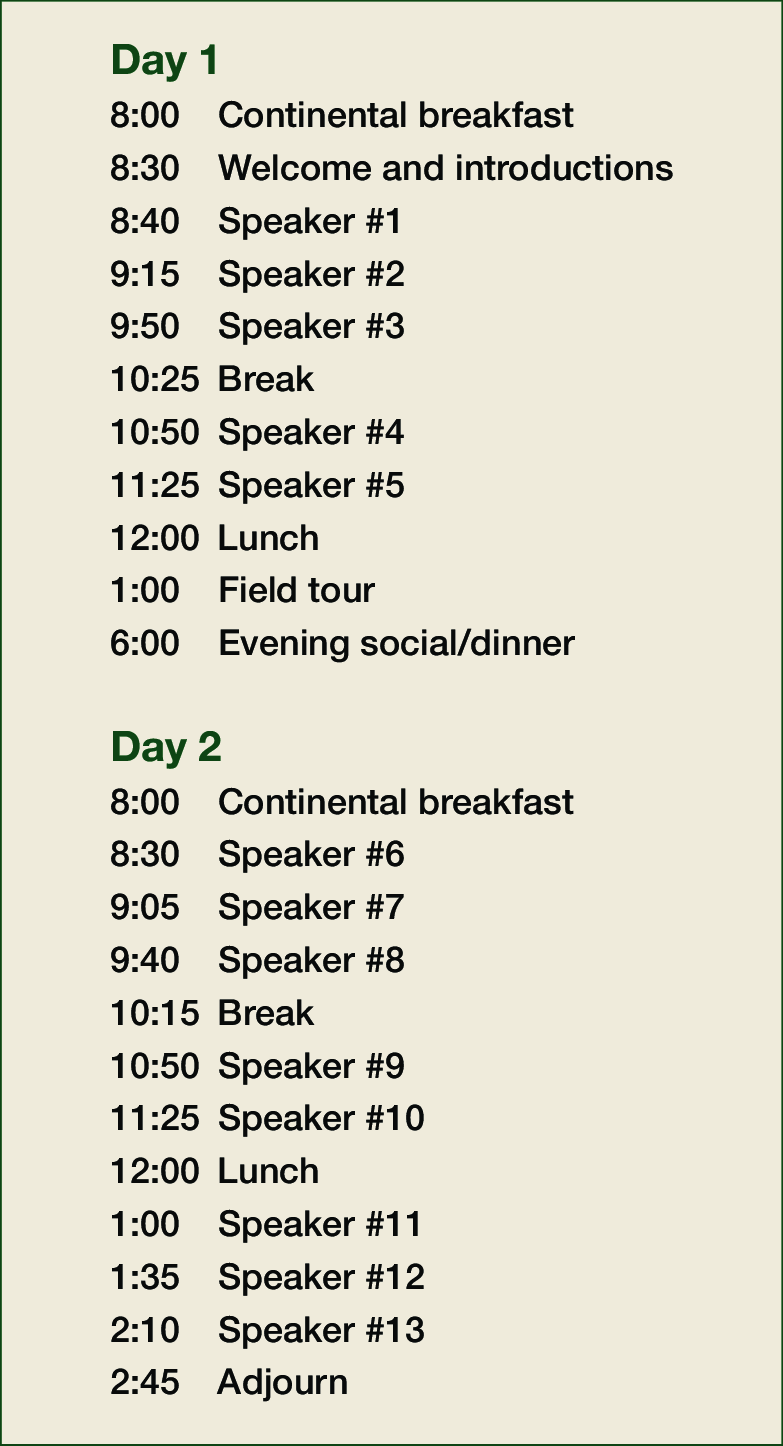 Day 1
8:00 Continental breakfast
8:30 Welcome and introductions
8:40 Speaker #1
9:15 Speaker #2
9:50 Speaker #3
10:25 Break
10:50 Speaker #4
11:25 Speaker #5
12:00 Lunch
1:00 Field tour
6:00 Evening social/dinner
Day 2
8:00 Continental breakfast
8:30 Speaker #6
9:05 Speaker #7
9:40 Speaker #8
10:15 Break
10:50 Speaker #9
11:25 Speaker #10
12:00 Lunch
1:00 Speaker #11
1:35 Speaker #12
2:10 Speaker #13
2:45 Adjourn